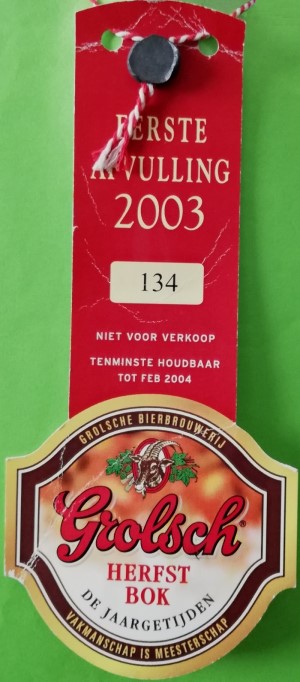 EERSTE
AFVULLING
2003
134
NIET VOOR VERKOOP
TENMINSTE HOUDBAAR
TOT FEB 2004
GROLSCHE BIERBROUWERIJ
Grolsch®
HERFST
BOK
DE JAARGETIJDEN
VAKMANSCHAP IS MEESTERSCHAP